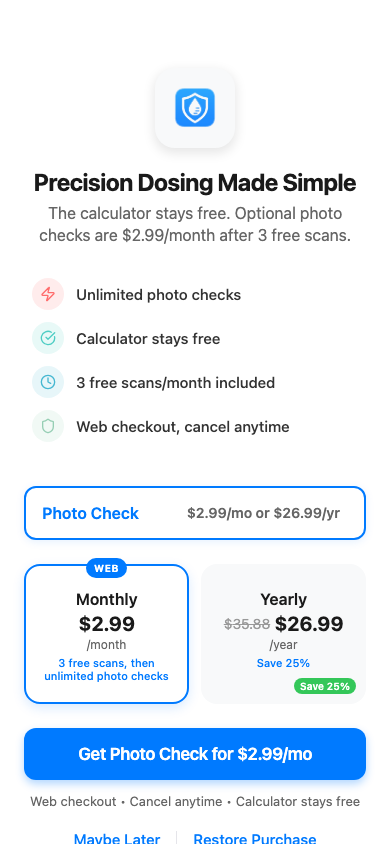 Precision Dosing Made Simple
The calculator stays free. Optional photo
checks are $2.99/month after 3 free scans.
Unlimited photo checks
Calculator stays free
3 free scans/month included
Web checkout, cancel anytime
Photo Check $2.99/mo or $26.99/yr
WEB
Monthly
$2.99
/month
3 free scans, then
unlimited photo checks
Yearly
$35.88 $26.99
/year
Save 25%
Save 25%
Get Photo Check for $2.99/mo
Web checkout • Cancel anytime • Calculator stays free
Maybe Later Restore Purchase